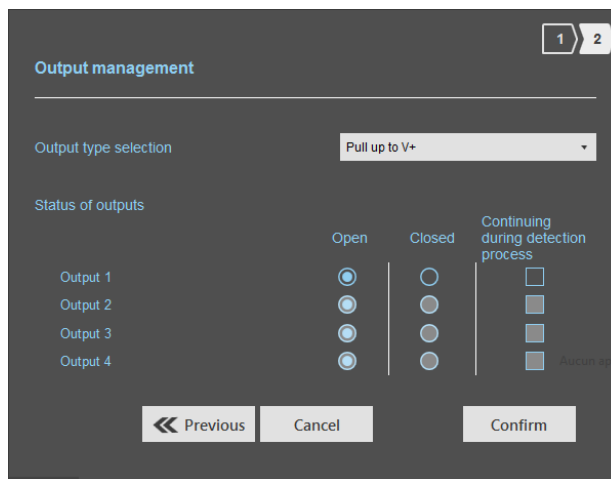 1 2
Output management
Output type selection
Pull up to V+
Status of outputs
Open
Closed
Continuing
during detection
process
Output 1
Output 2
Output 3
Output 4
Aucun ap
Previous
Cancel
Confirm